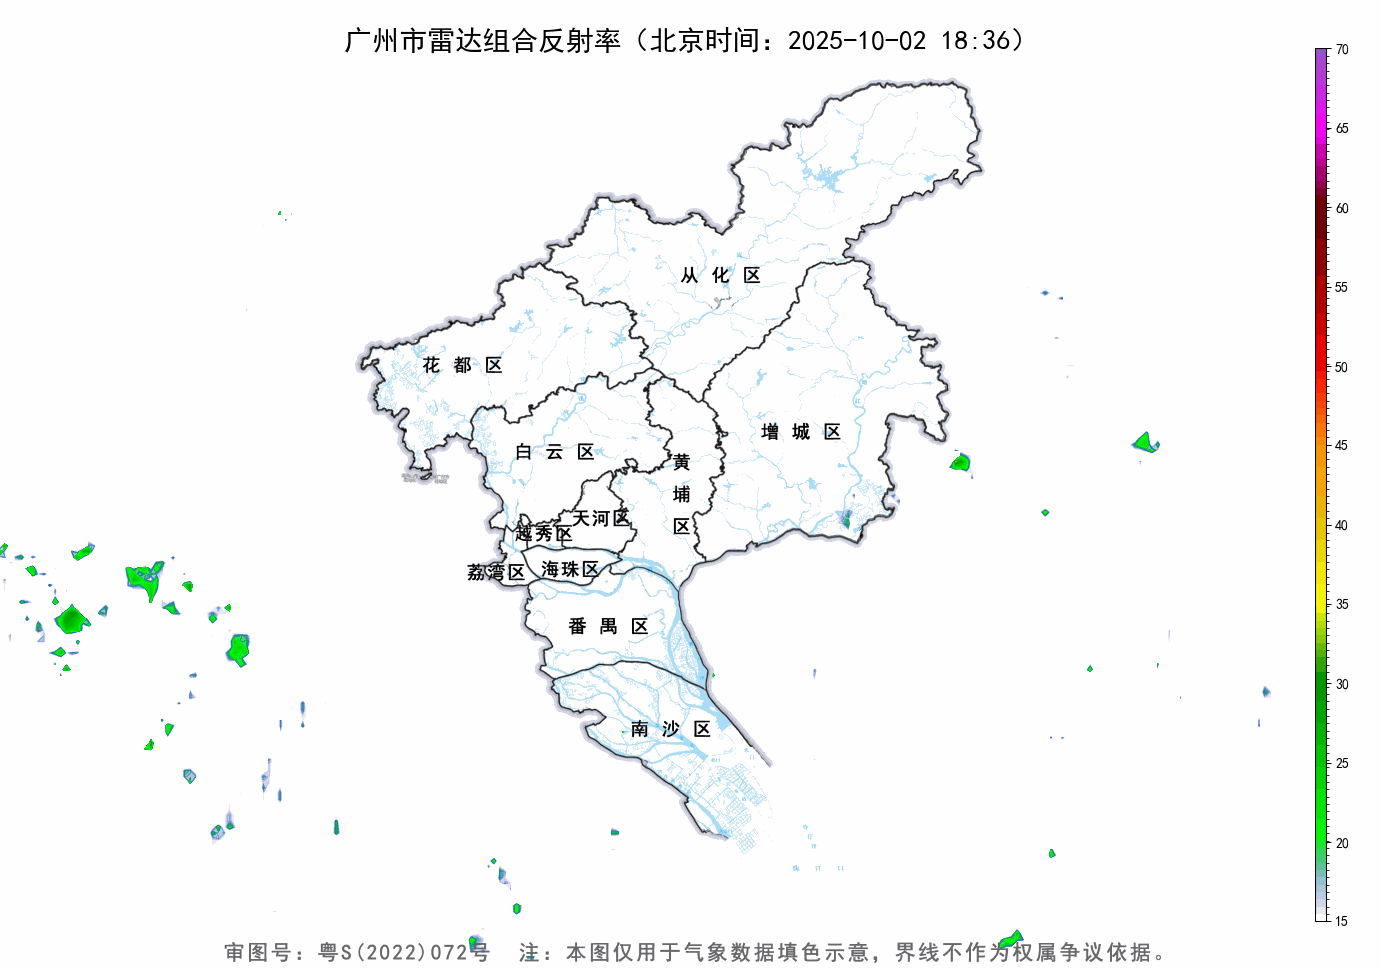 广州市雷达组合反射率（北京时间：2025-10-02 18:36）
70
65
60
55
50
45
40
35
30
25
20
15
从化区
花都区
增城区
白云区
黄埔区
天河区
越秀区
荔湾区
海珠区
番禺区
南沙区
审图号：粤S(2022)072号 注：本图仅用于气象数据填色示意，界线不作为权属争议依据。